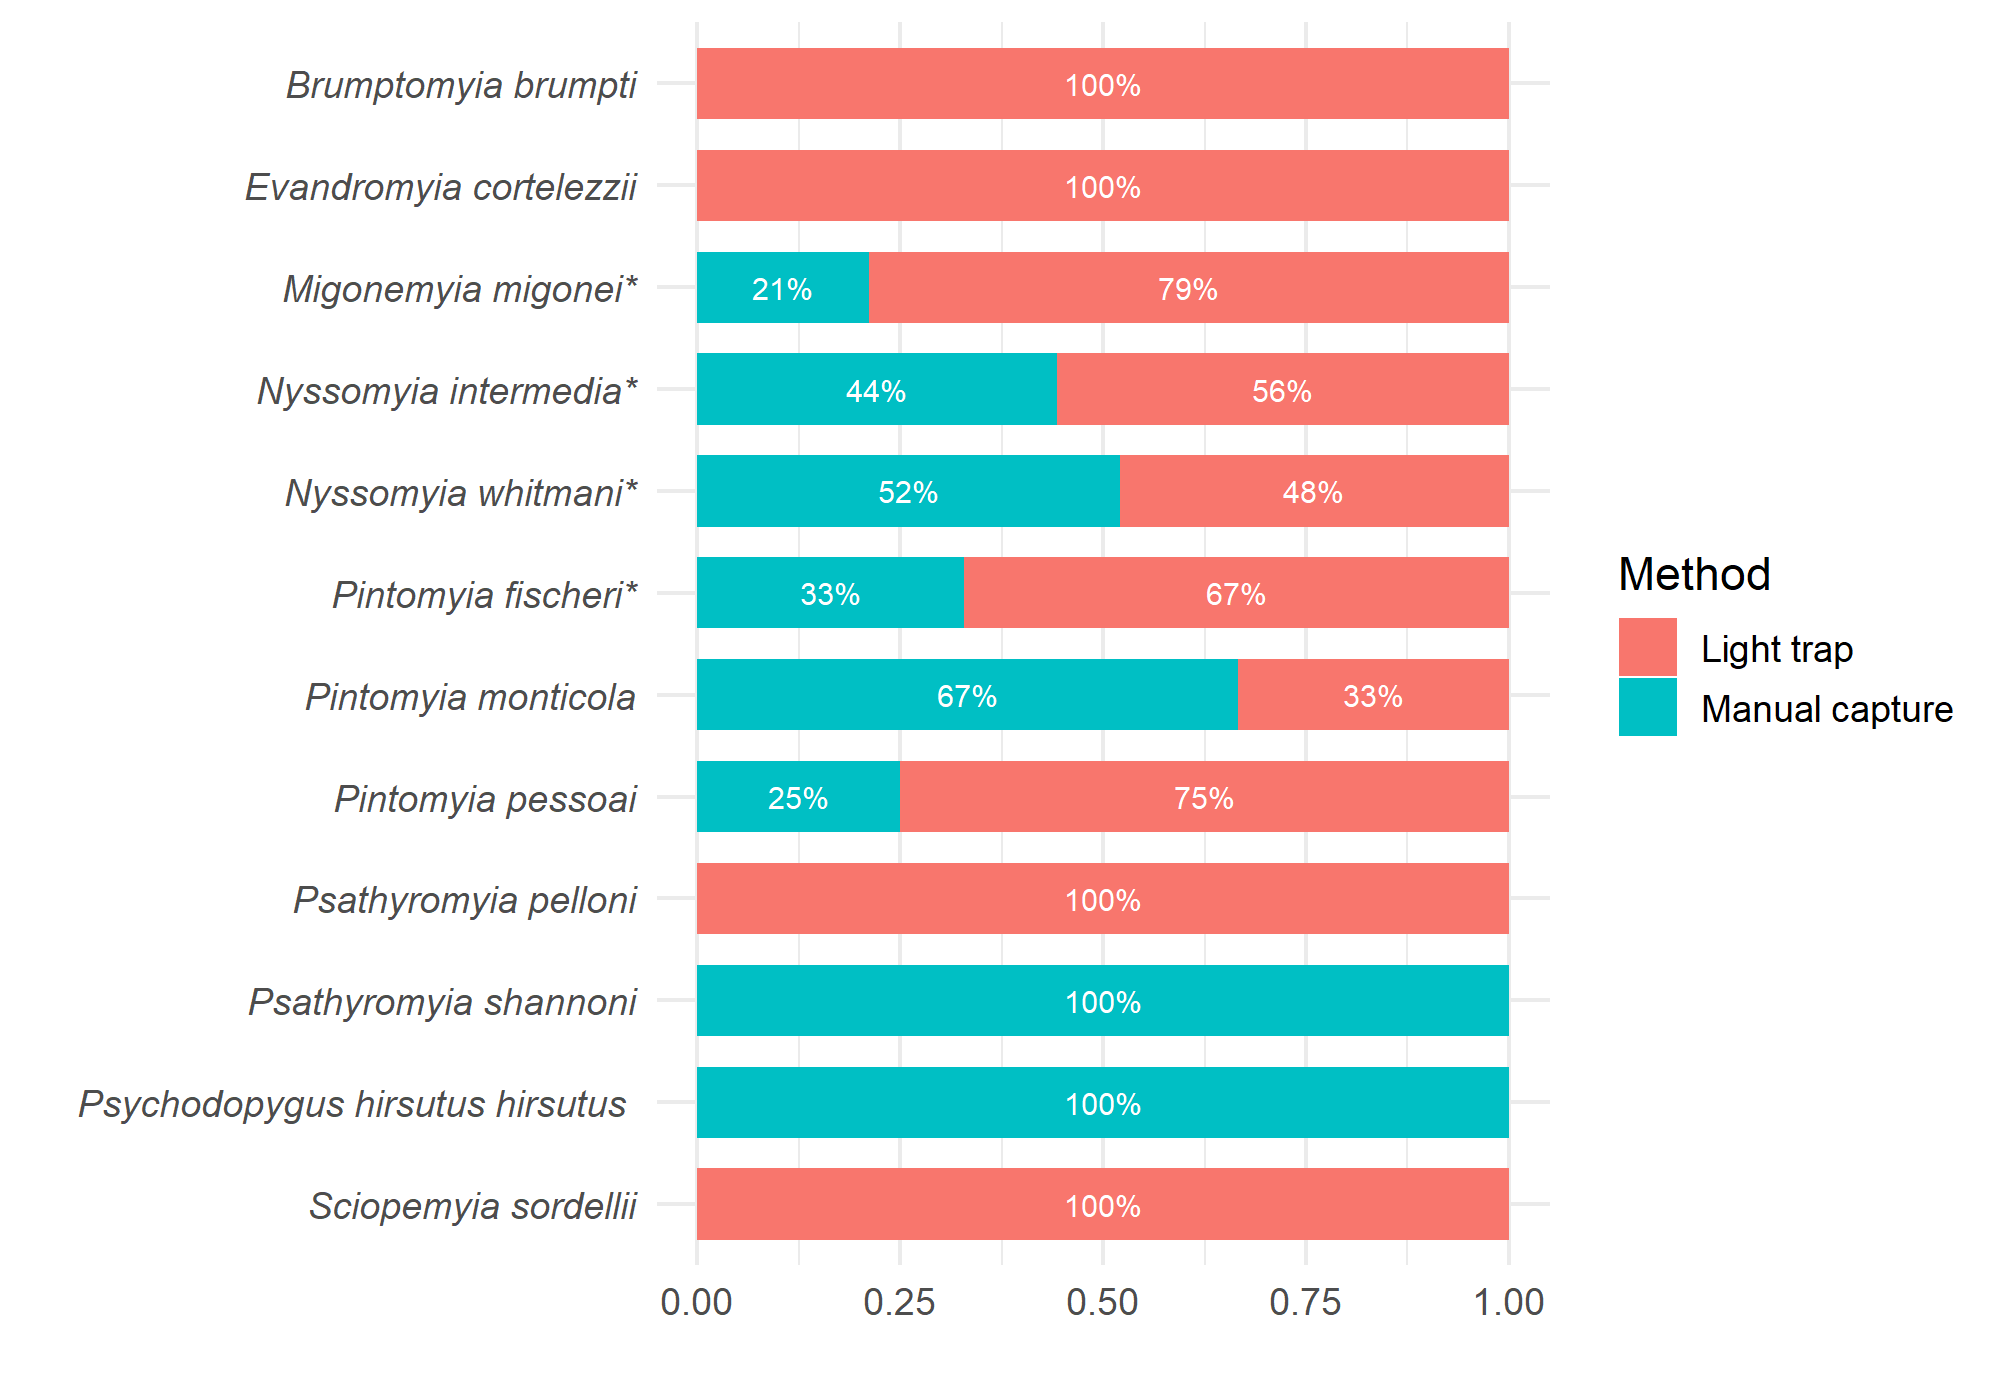 Brumptomyia brumpti 100%
Evandromyia cortelezzii 100%
Migonemyia migonei* 21% 79%
Nyssomyia intermedia* 44% 56%
Nyssomyia whitmani* 52% 48%
Pintomyia fischeri* 33% 67%
Pintomyia monticola 67% 33%
Pintomyia pessoai 25% 75%
Psathyromyia pelloni 100%
Psathyromyia shannoni 100%
Psychodopygus hirsutus hirsutus 100%
Sciopemyia sordellii 100%
0.00 0.25 0.50 0.75 1.00
Method
Light trap
Manual capture